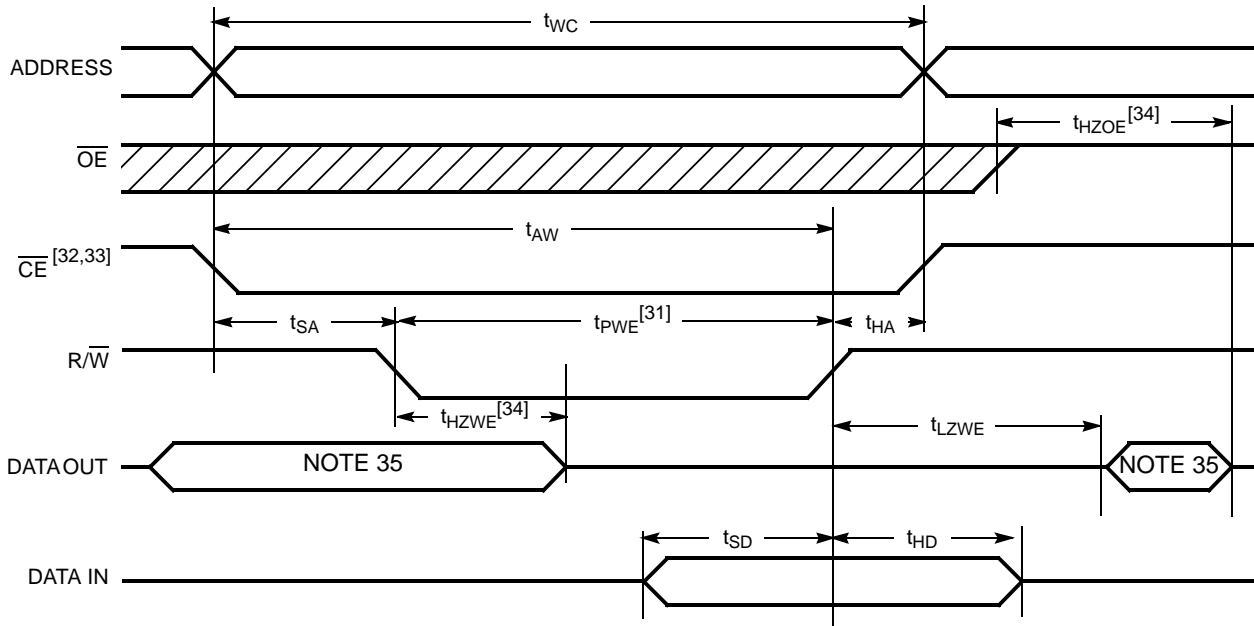 tWC
ADDRESS
tHZOE[34]
OE
tAW
CE [32,33]
tSA
tPWE[31]
tHA
R/W
tHZWE[34]
tLZWE
DATA OUT
NOTE 35
NOTE 35
tSD
tHD
DATA IN